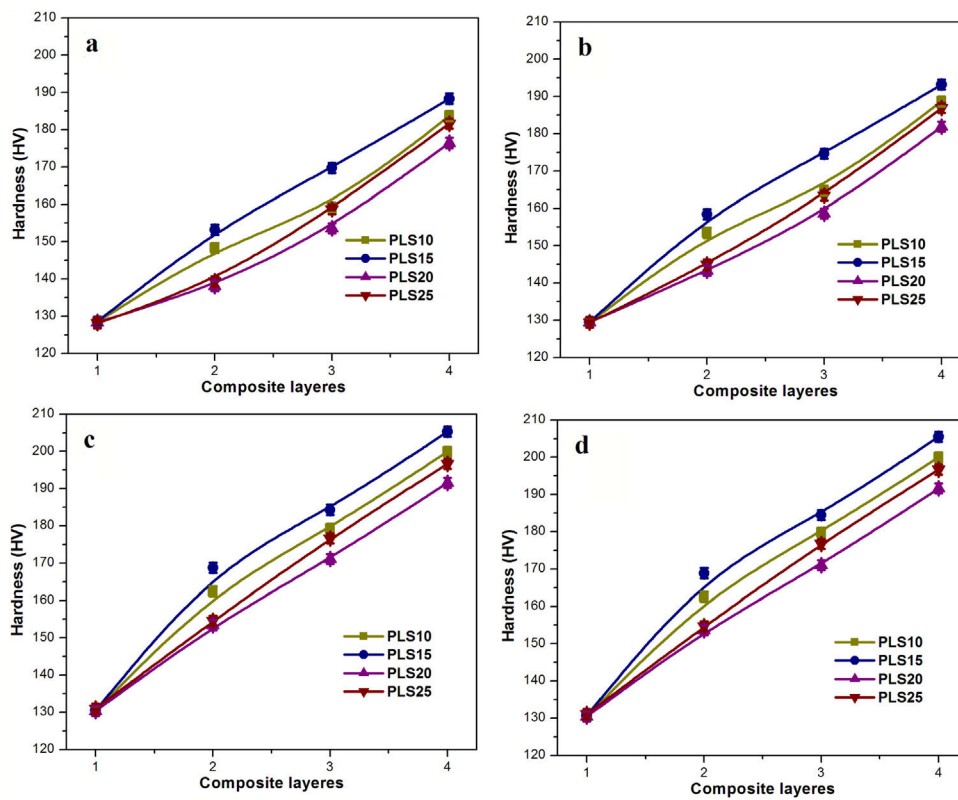 a
Hardness (HV)
210
200
190
180
170
160
150
140
130
120
PLS10
PLS15
PLS20
PLS25
1 2 3 4
Composite layeres
b
Hardness (HV)
210
200
190
180
170
160
150
140
130
120
PLS10
PLS15
PLS20
PLS25
1 2 3 4
Composite layeres
c
Hardness (HV)
210
200
190
180
170
160
150
140
130
120
PLS10
PLS15
PLS20
PLS25
1 2 3 4
Composite layeres
d
Hardness (HV)
210
200
190
180
170
160
150
140
130
120
PLS10
PLS15
PLS20
PLS25
1 2 3 4
Composite layeres